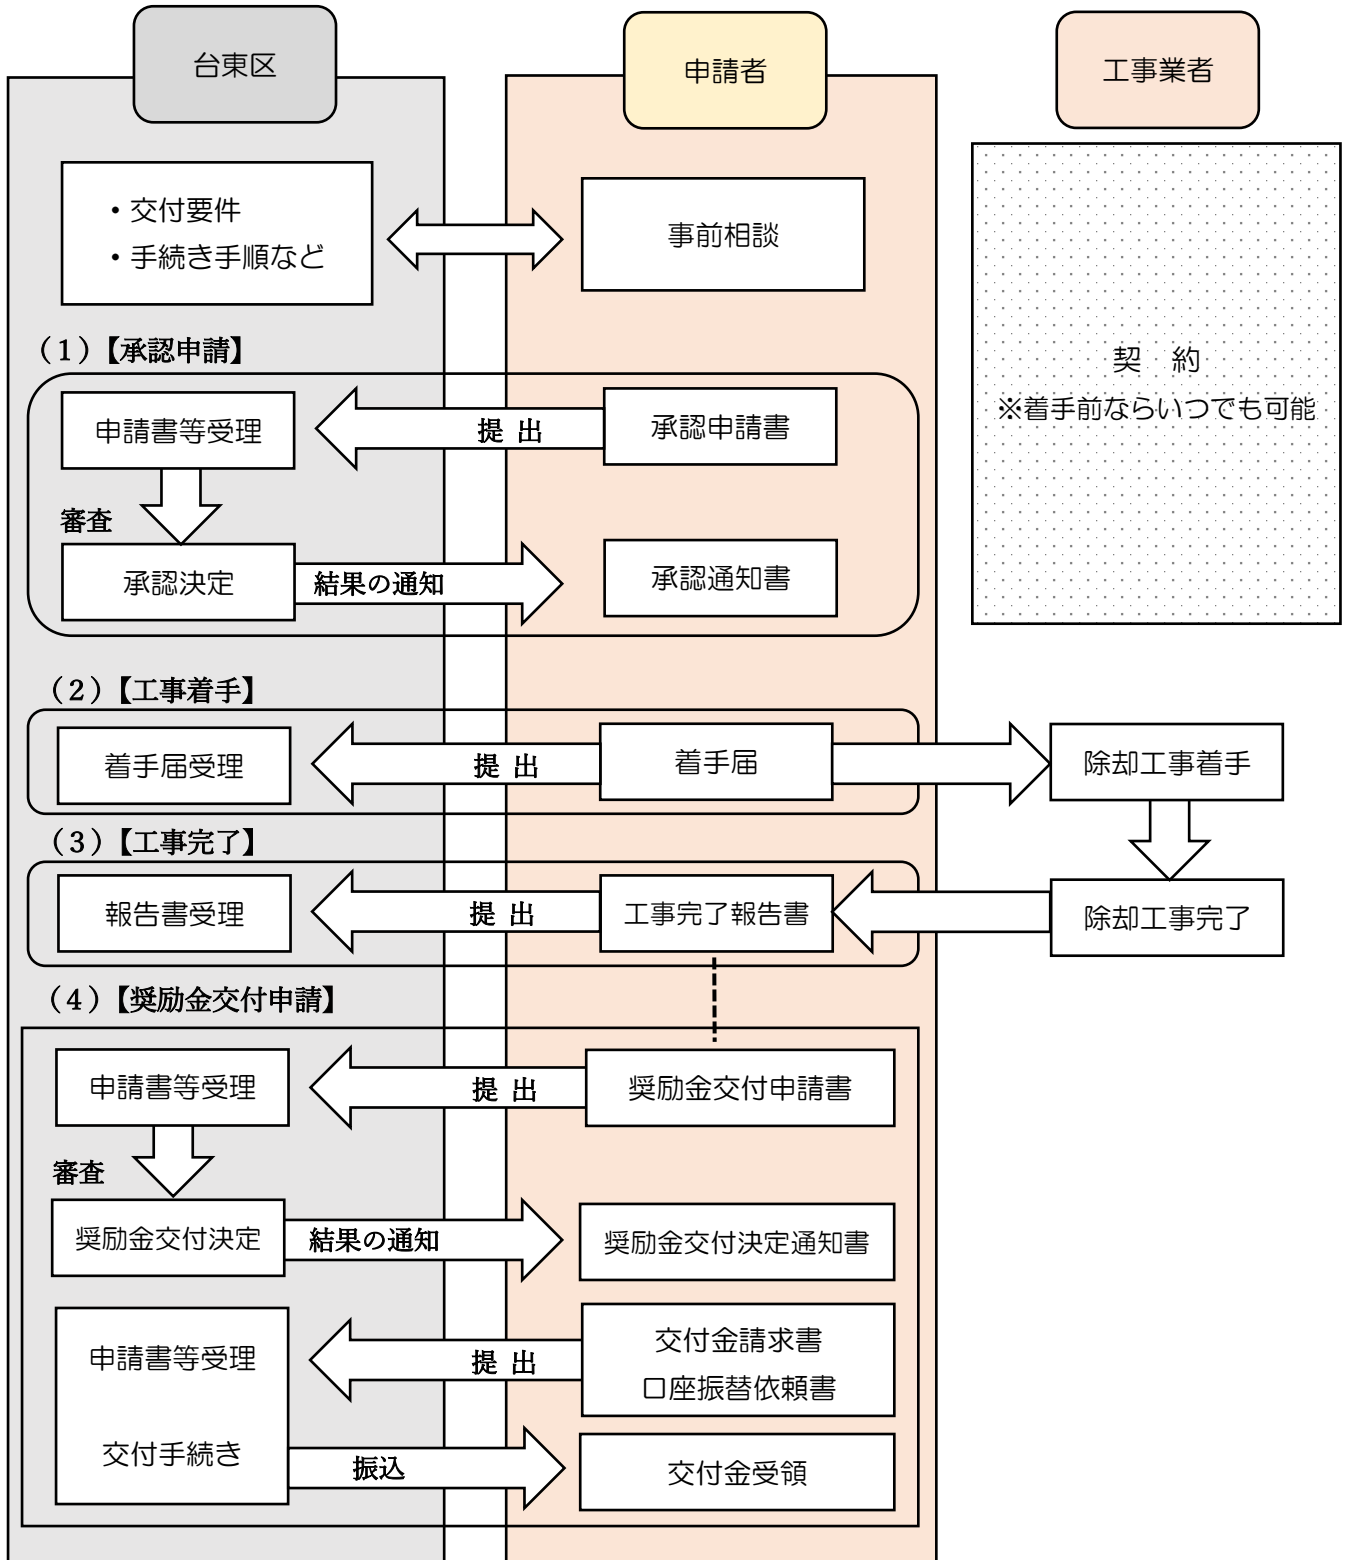 台東区
申請者
工事業者
・交付要件
・手続き手順など
事前相談
契　約
※着手前ならいつでも可能
（１）【承認申請】
申請書等受理
提 出
承認申請書
審査
承認決定
結果の通知
承認通知書
（２）【工事着手】
着手届受理
提 出
着手届
除却工事着手
（３）【工事完了】
報告書受理
提 出
工事完了報告書
除却工事完了
（４）【奨励金交付申請】
申請書等受理
提 出
奨励金交付申請書
審査
奨励金交付決定
結果の通知
奨励金交付決定通知書
申請書等受理
提 出
交付金請求書
口座振替依頼書
交付手続き
振込
交付金受領